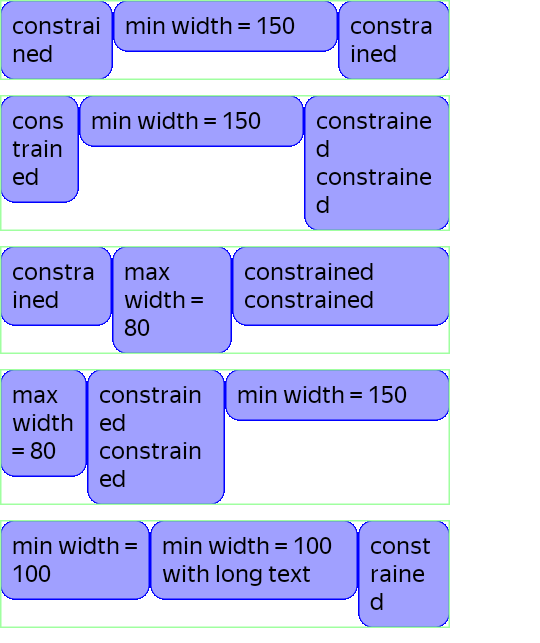 constrai
ned
min width = 150
constra
ined
cons
train
ed
min width = 150
constraine
d
constraine
d
constra
ined
max
width =
80
constrained
constrained
max
width
= 80
constrain
ed
constrain
ed
min width = 150
min width =
100
min width = 100
with long text
const
raine
d